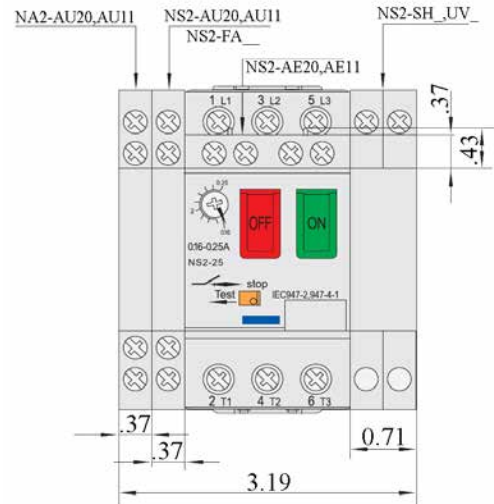 NA2-AU20,AU11
NS2-AU20,AU11
NS2-FA__
NS2-SH_,UV_
NS2-AE20,AE11
.37
.43
1 L1 3 L2 5 L3
0.16-0.25A
NS2-25
OFF
ON
stop
Test
IEC947-2,947-4-1
2 T1 4 T2 6 T3
.37
.37
0.71
3.19